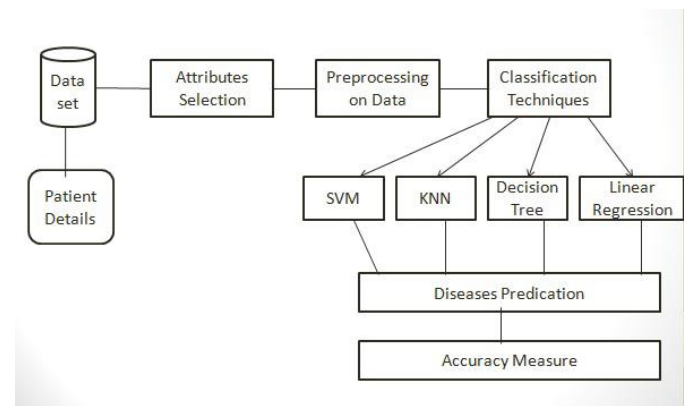 Data
set
Attributes
Selection
Preprocessing
on Data
Classification
Techniques
Patient
Details
SVM
KNN
Decision
Tree
Linear
Regression
Diseases Predication
Accuracy Measure